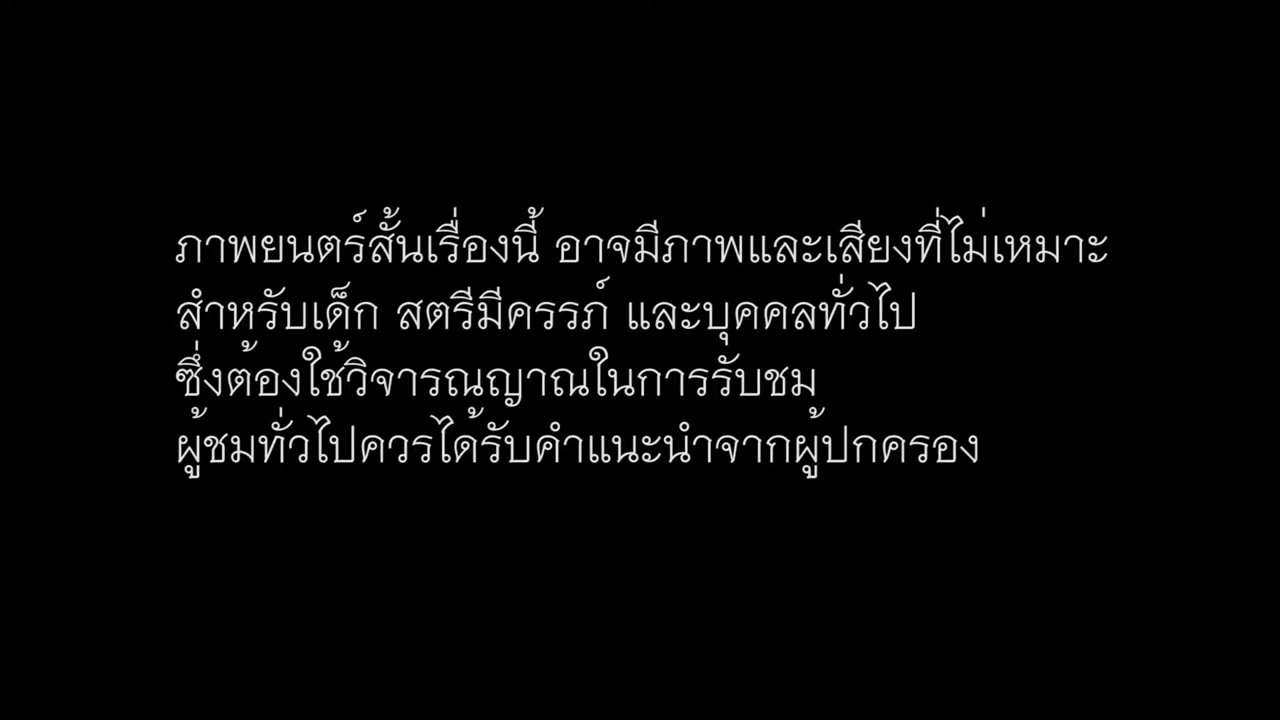 ภาพยนตร์สั้นเรื่องนี้ อาจมีภาพและเสียงที่ไม่เหมาะ
สำหรับเด็ก สตรีมีครรภ์ และบุคคลทั่วไป
ซึ่งต้องใช้วิจารณญาณในการรับชม
ผู้ชมทั่วไปควรได้รับคำแนะนำจากผู้ปกครอง